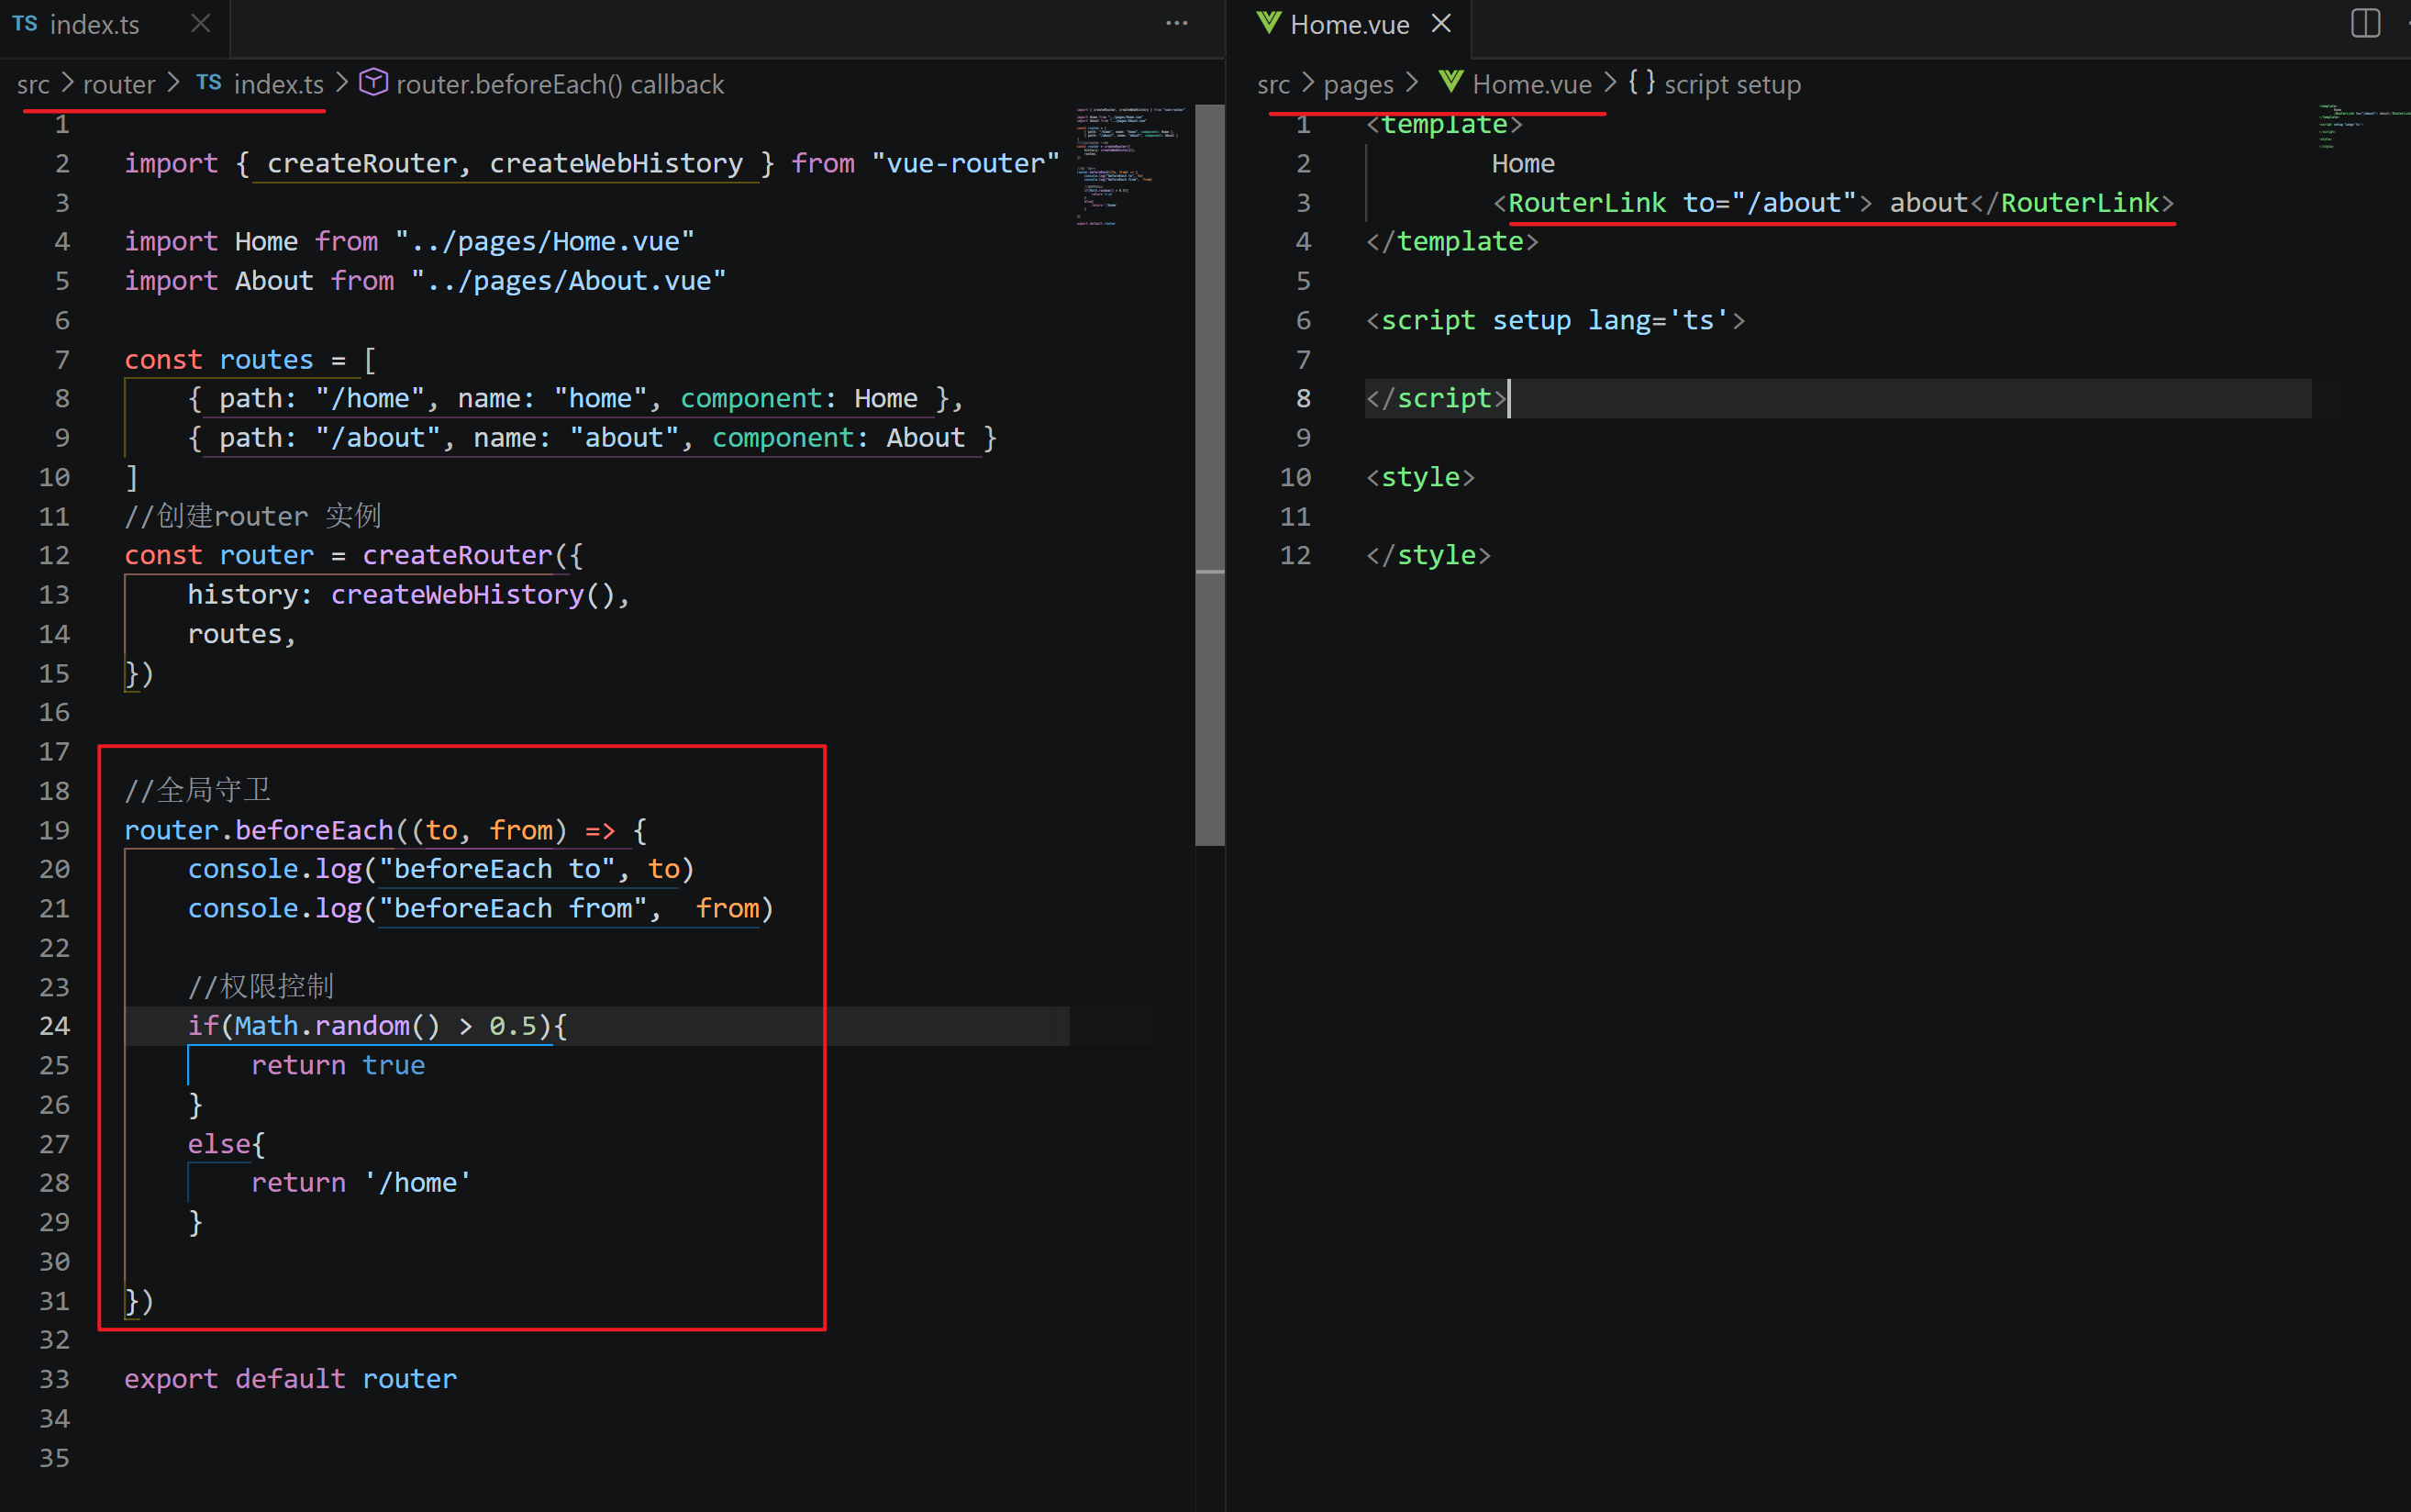 TS index.ts
src > router > TS index.ts > router.beforeEach() callback
1
2 import { createRouter, createWebHistory } from "vue-router"
3
4 import Home from "../pages/Home.vue"
5 import About from "../pages/About.vue"
6
7 const routes = [
8 { path: "/home", name: "home", component: Home },
9 { path: "/about", name: "about", component: About }
10 ]
11 //创建router 实例
12 const router = createRouter({
13 history: createWebHistory(),
14 routes,
15 })
16
17
18 //全局守卫
19 router.beforeEach((to, from) => {
20 console.log("beforeEach to", to)
21 console.log("beforeEach from",  from)
22
23 //权限控制
24 if(Math.random() > 0.5){
25 return true
26 }
27 else{
28 return '/home'
29 }
30
31 })
32
33 export default router
34
35
Home.vue
src > pages > Home.vue > {} script setup
1 <template>
2 Home
3 <RouterLink to="/about"> about</RouterLink>
4 </template>
5
6 <script setup lang='ts'>
7
8 </script>
9
10 <style>
11
12 </style>